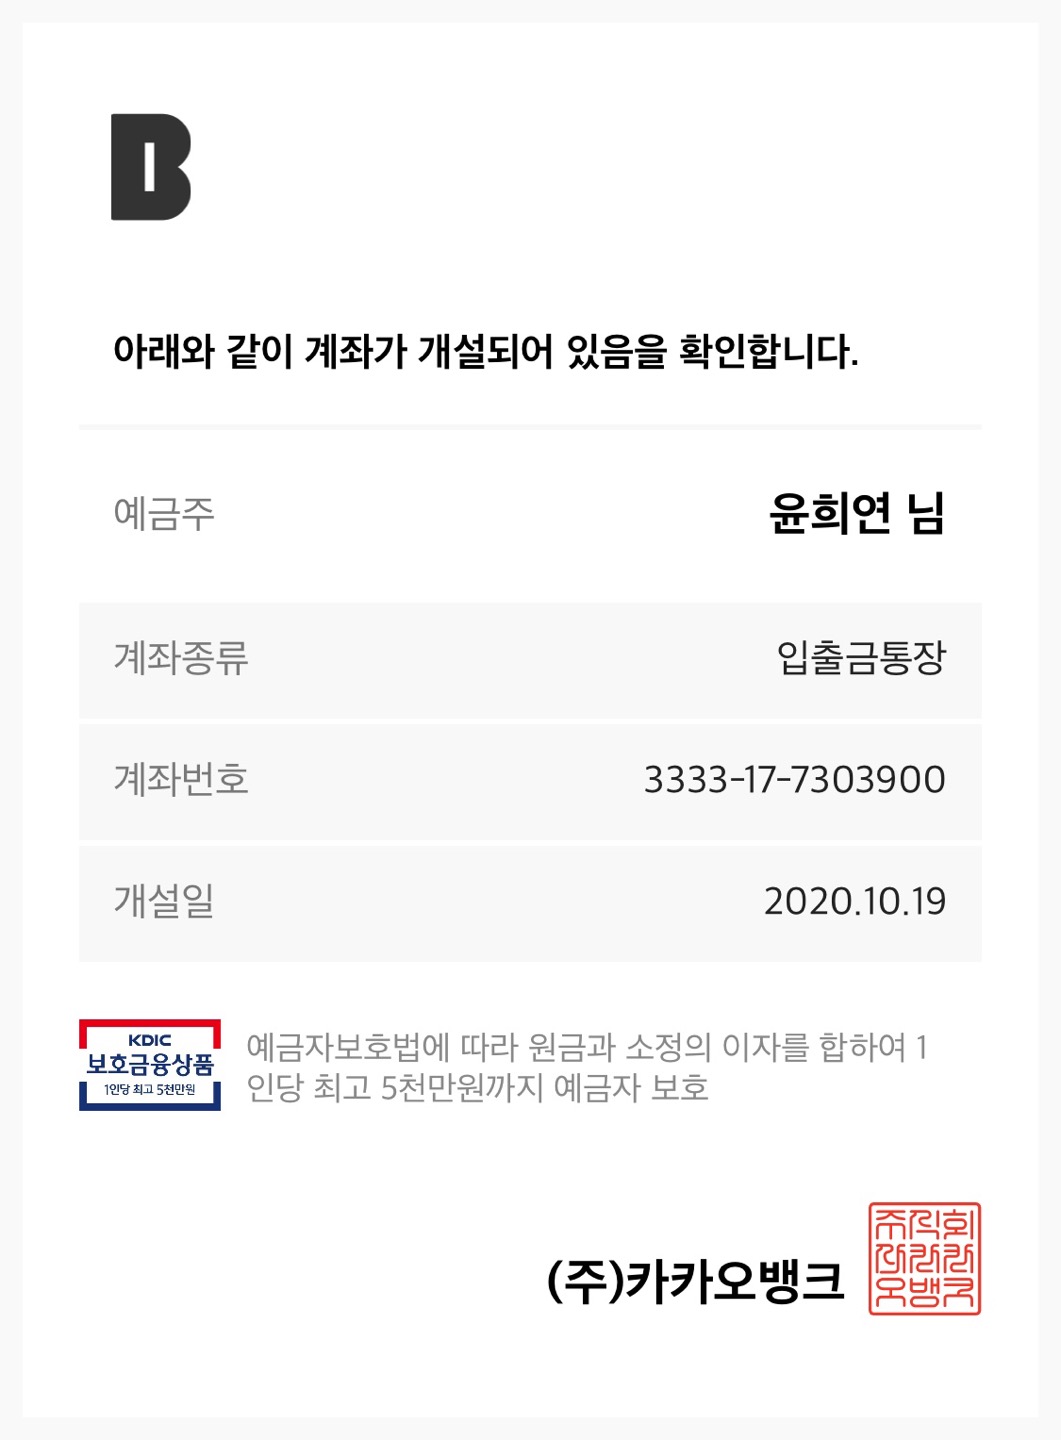 B
아래와 같이 계좌가 개설되어 있음을 확인합니다.
예금주 윤희연 님
계좌종류 입출금통장
계좌번호 3333-17-7303900
개설일 2020.10.19
KDIC
보호금융상품
1인당 최고 5천만원
예금자보호법에 따라 원금과 소정의 이자를 합하여 1
인당 최고 5천만원까지 예금자 보호
(주)카카오뱅크
주식회
사카카
오뱅크